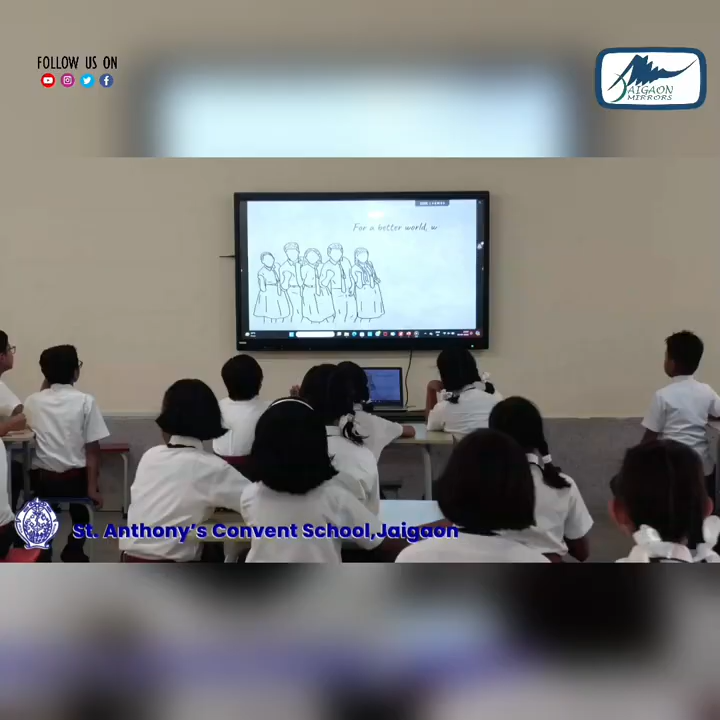 FOLLOW US ON
JAIGAON
MIRRORS
For a better world, w
St. Anthony's Convent School,Jaigaon